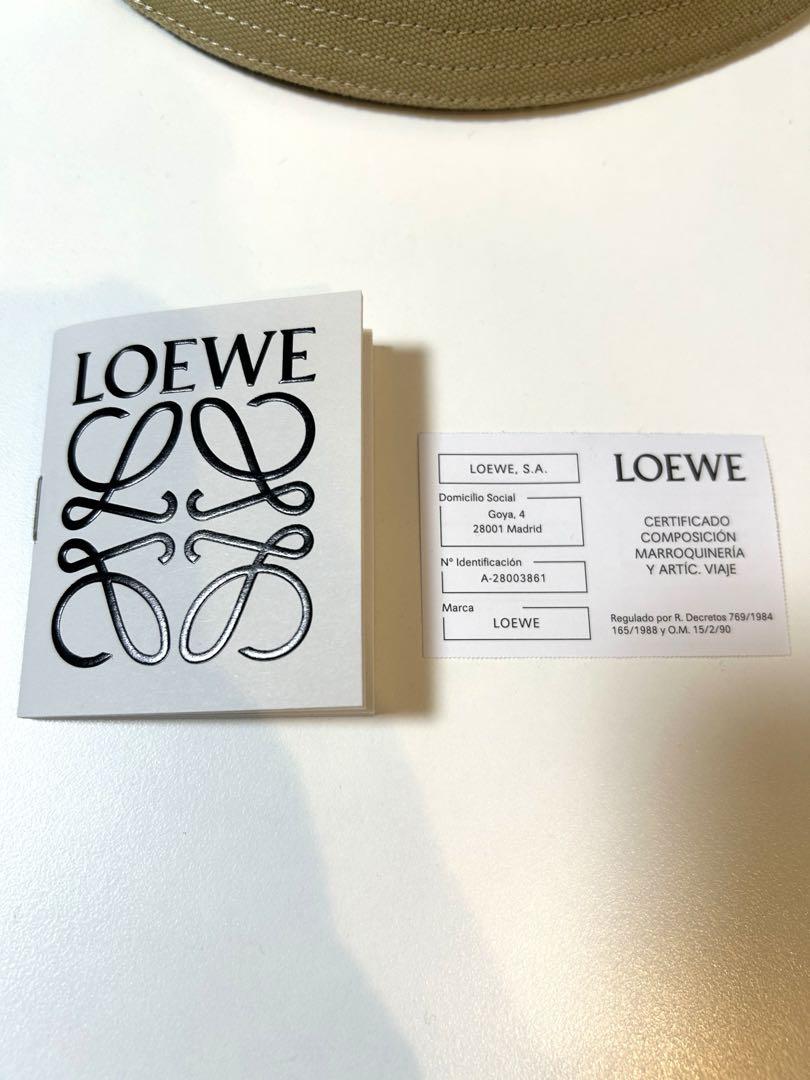 LOEWE
LOEWE, S.A.
Domicilio Social
Goya, 4
28001 Madrid
Nº Identificación
A-28003861
Marca
LOEWE
LOEWE
CERTIFICADO
COMPOSICIÓN
MARROQUINERÍA
Y ARTÍC. VIAJE
Regulado por R. Decretos 769/1984
165/1988 y O.M. 15/2/90